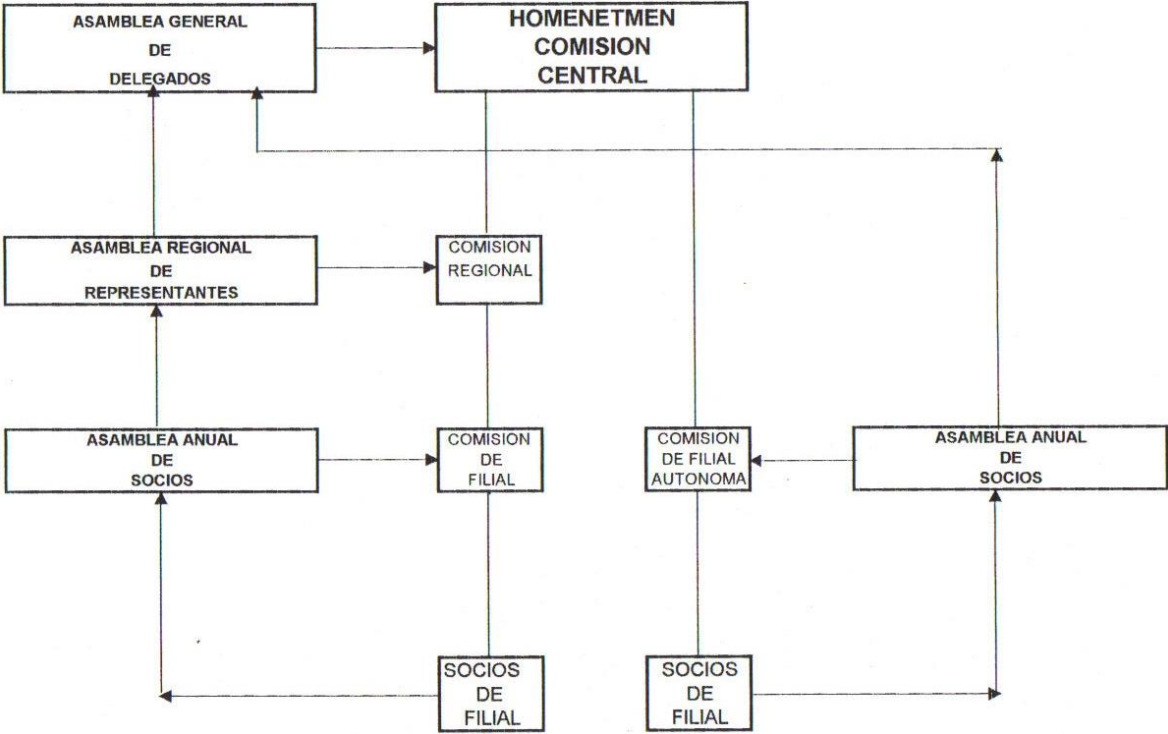 ASAMBLEA GENERAL
DE
DELEGADOS
HOMENETMEN
COMISION
CENTRAL
ASAMBLEA REGIONAL
DE
REPRESENTANTES
COMISION
REGIONAL
ASAMBLEA ANUAL
DE
SOCIOS
COMISION
DE
FILIAL
COMISION
DE FILIAL
AUTONOMA
ASAMBLEA ANUAL
DE
SOCIOS
SOCIOS
DE
FILIAL
SOCIOS
DE
FILIAL